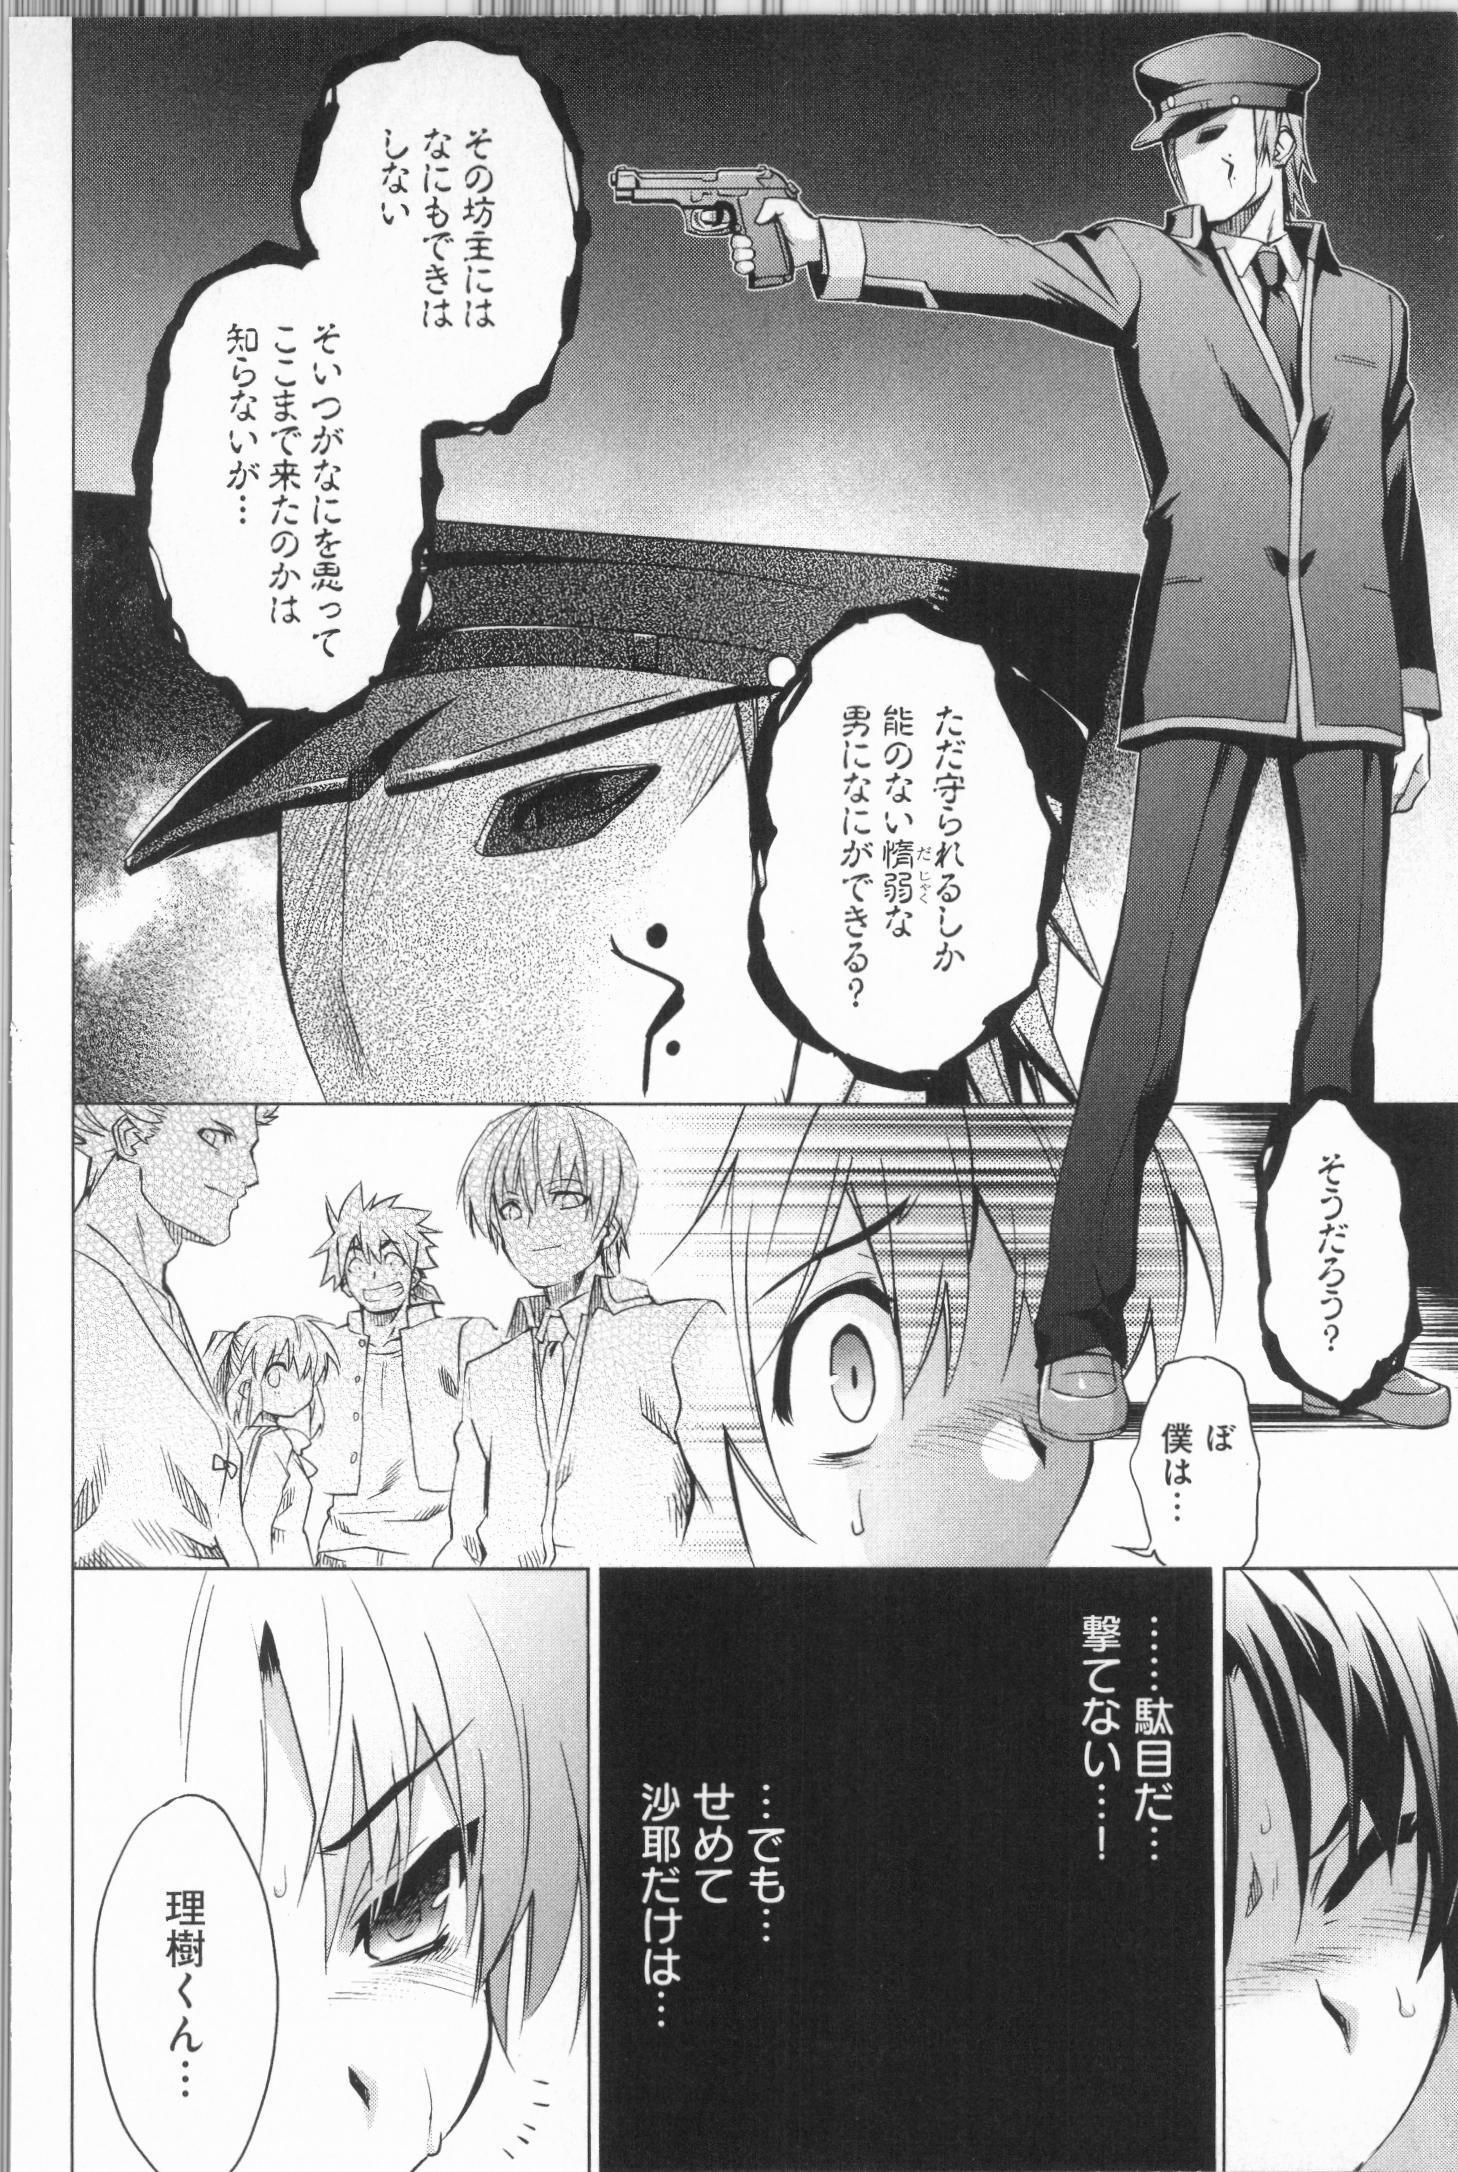 その坊主には
なにもできは
しない
そいつがなにを思って
ここまで来たのかは
知らないが…
ただ守られるしか
能のない惰弱な
だじゃく
男になにができる?
そうだろう?
ぼ
僕は…
……駄目だ…
撃てない…!
…でも…
せめて
沙耶だけは…
理樹くん…